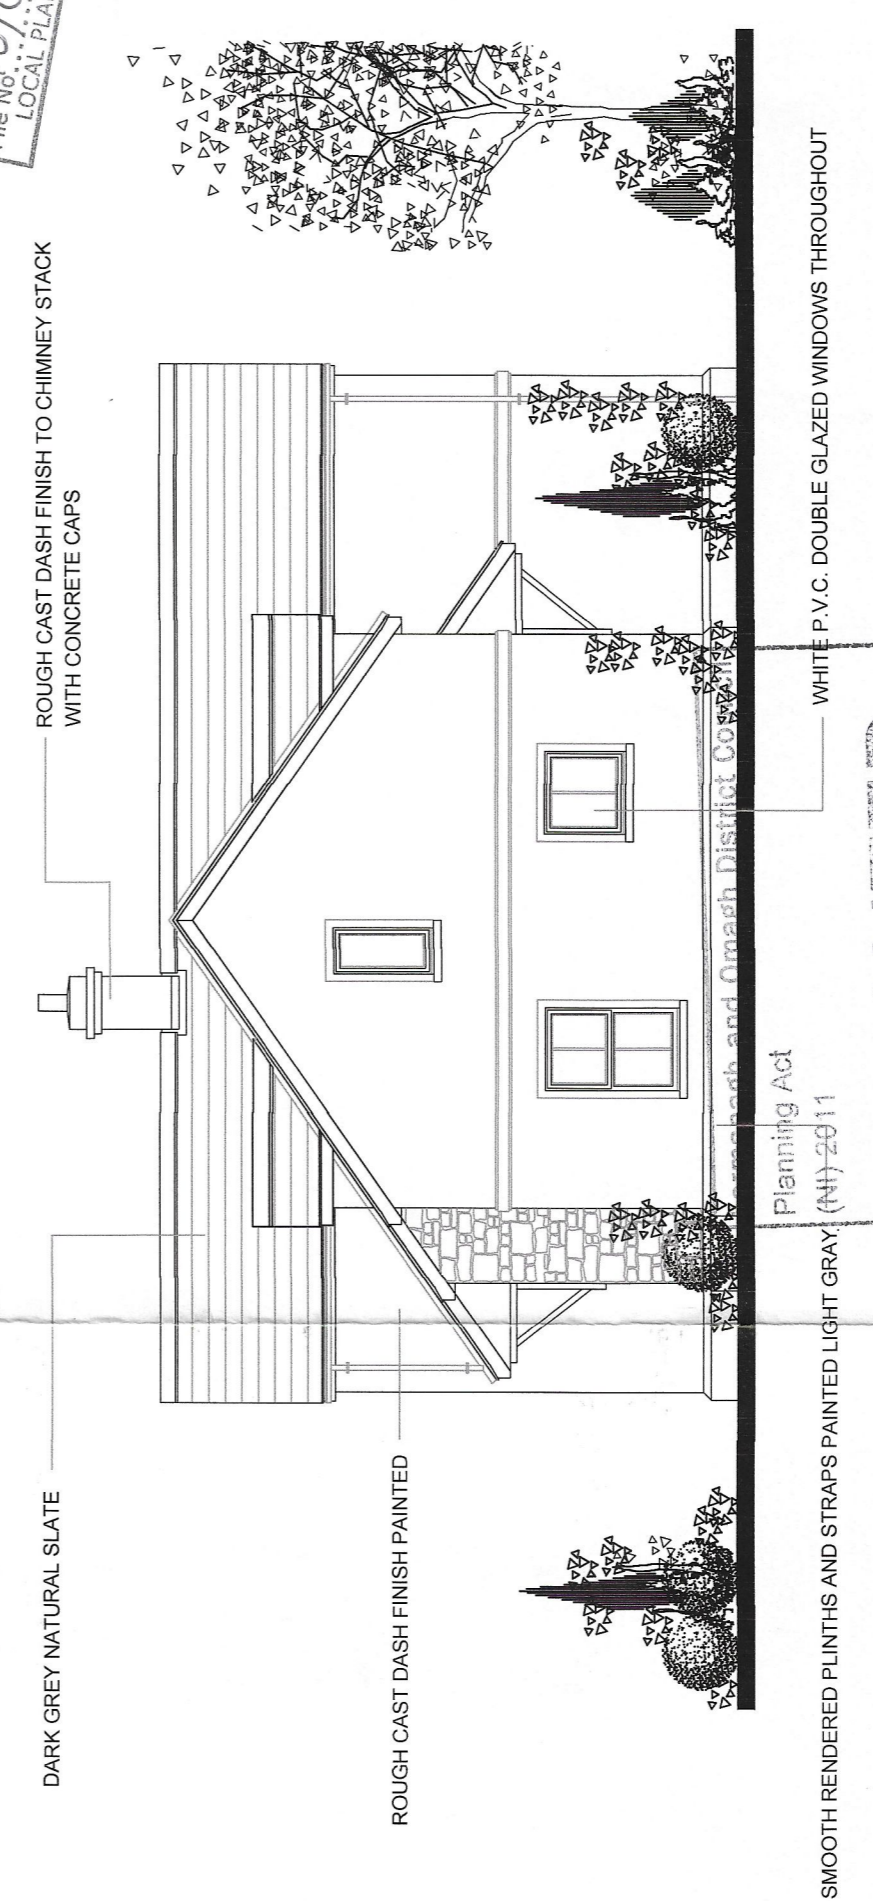 File No.
LOCAL
ROUGH CAST DASH FINISH TO CHIMNEY STACK
WITH CONCRETE CAPS
DARK GREY NATURAL SLATE
ROUGH CAST DASH FINISH PAINTED
WHITE P.V.C. DOUBLE GLAZED WINDOWS THROUGHOUT
SMOOTH RENDERED PLINTHS AND STRAPS PAINTED LIGHT GRAY.
and Omagh District
Planning Act
(NI) 2011